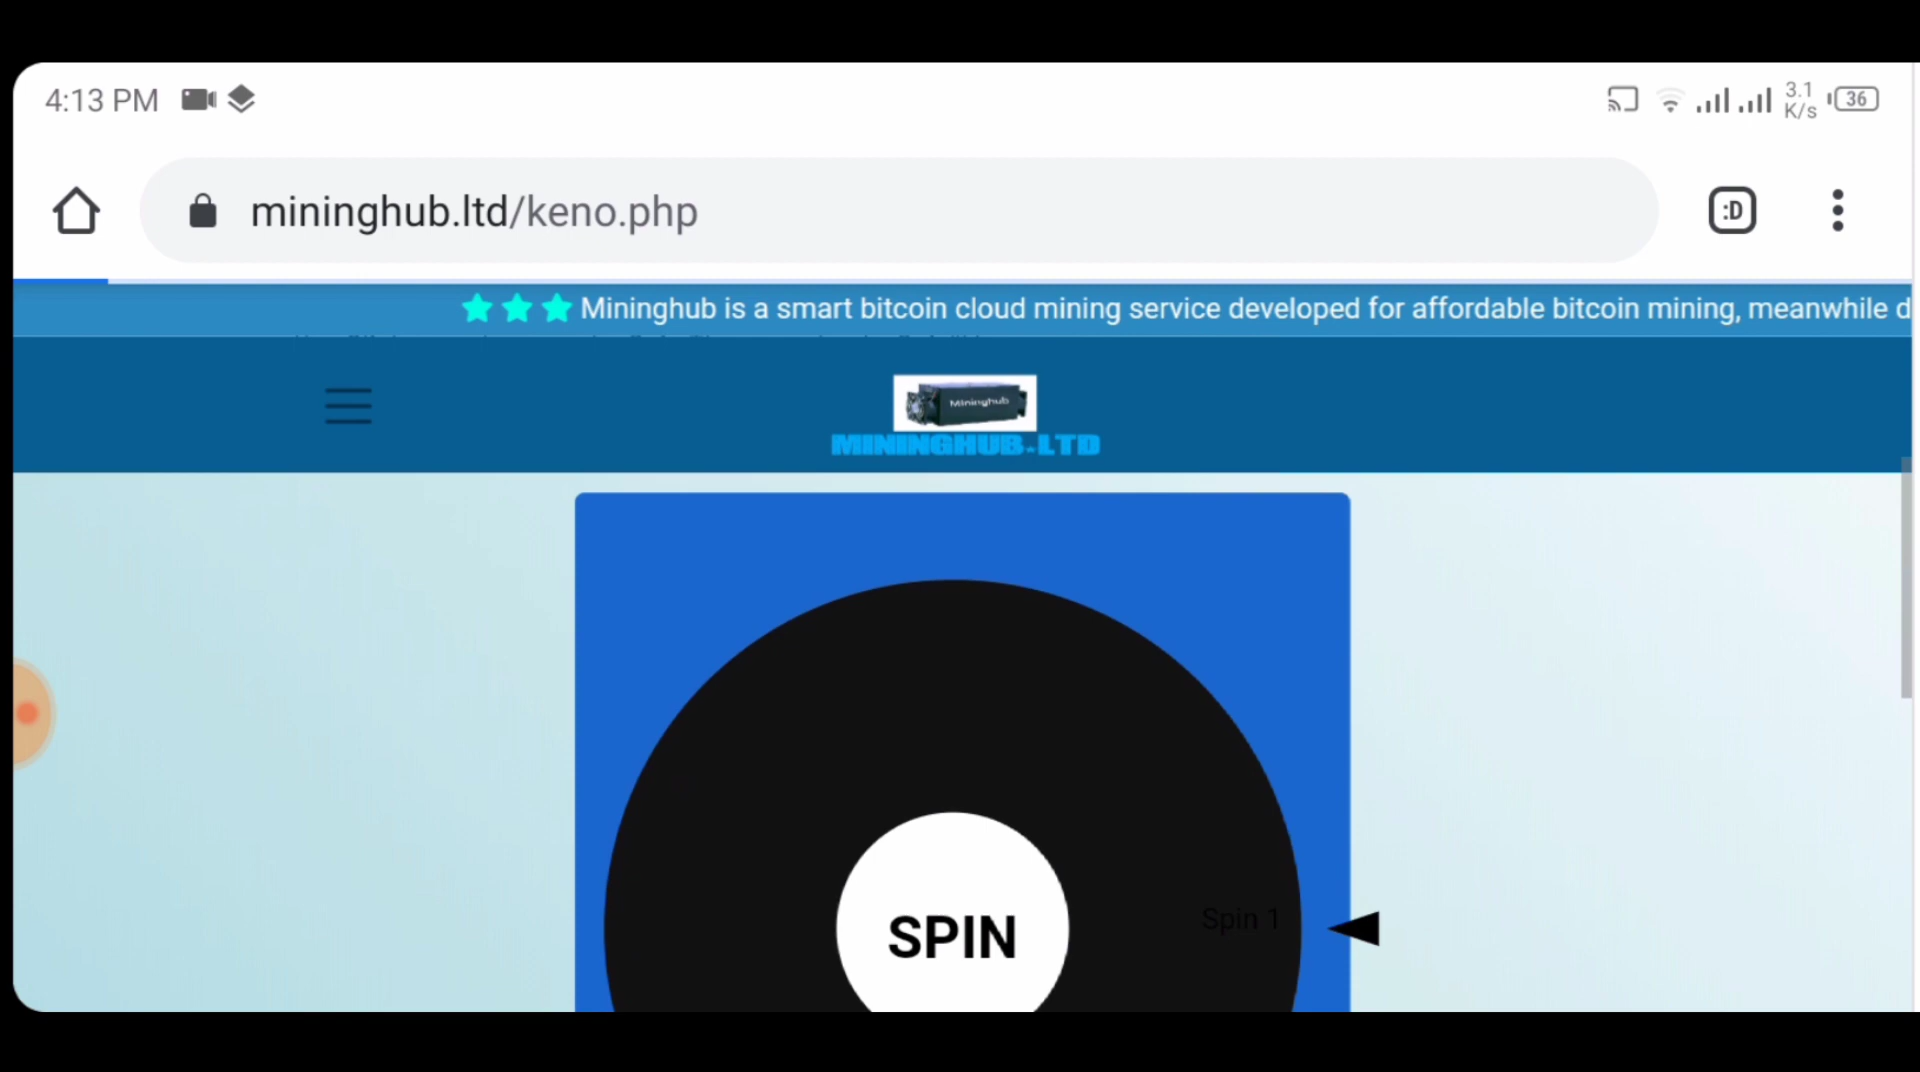 4:13 PM
3.1
K/s
36
mininghub.ltd/keno.php
:D
Mininghub is a smart bitcoin cloud mining service developed for affordable bitcoin mining, meanwhile d
Mininghub
MININGHUB.LTD
SPIN
Spin 1